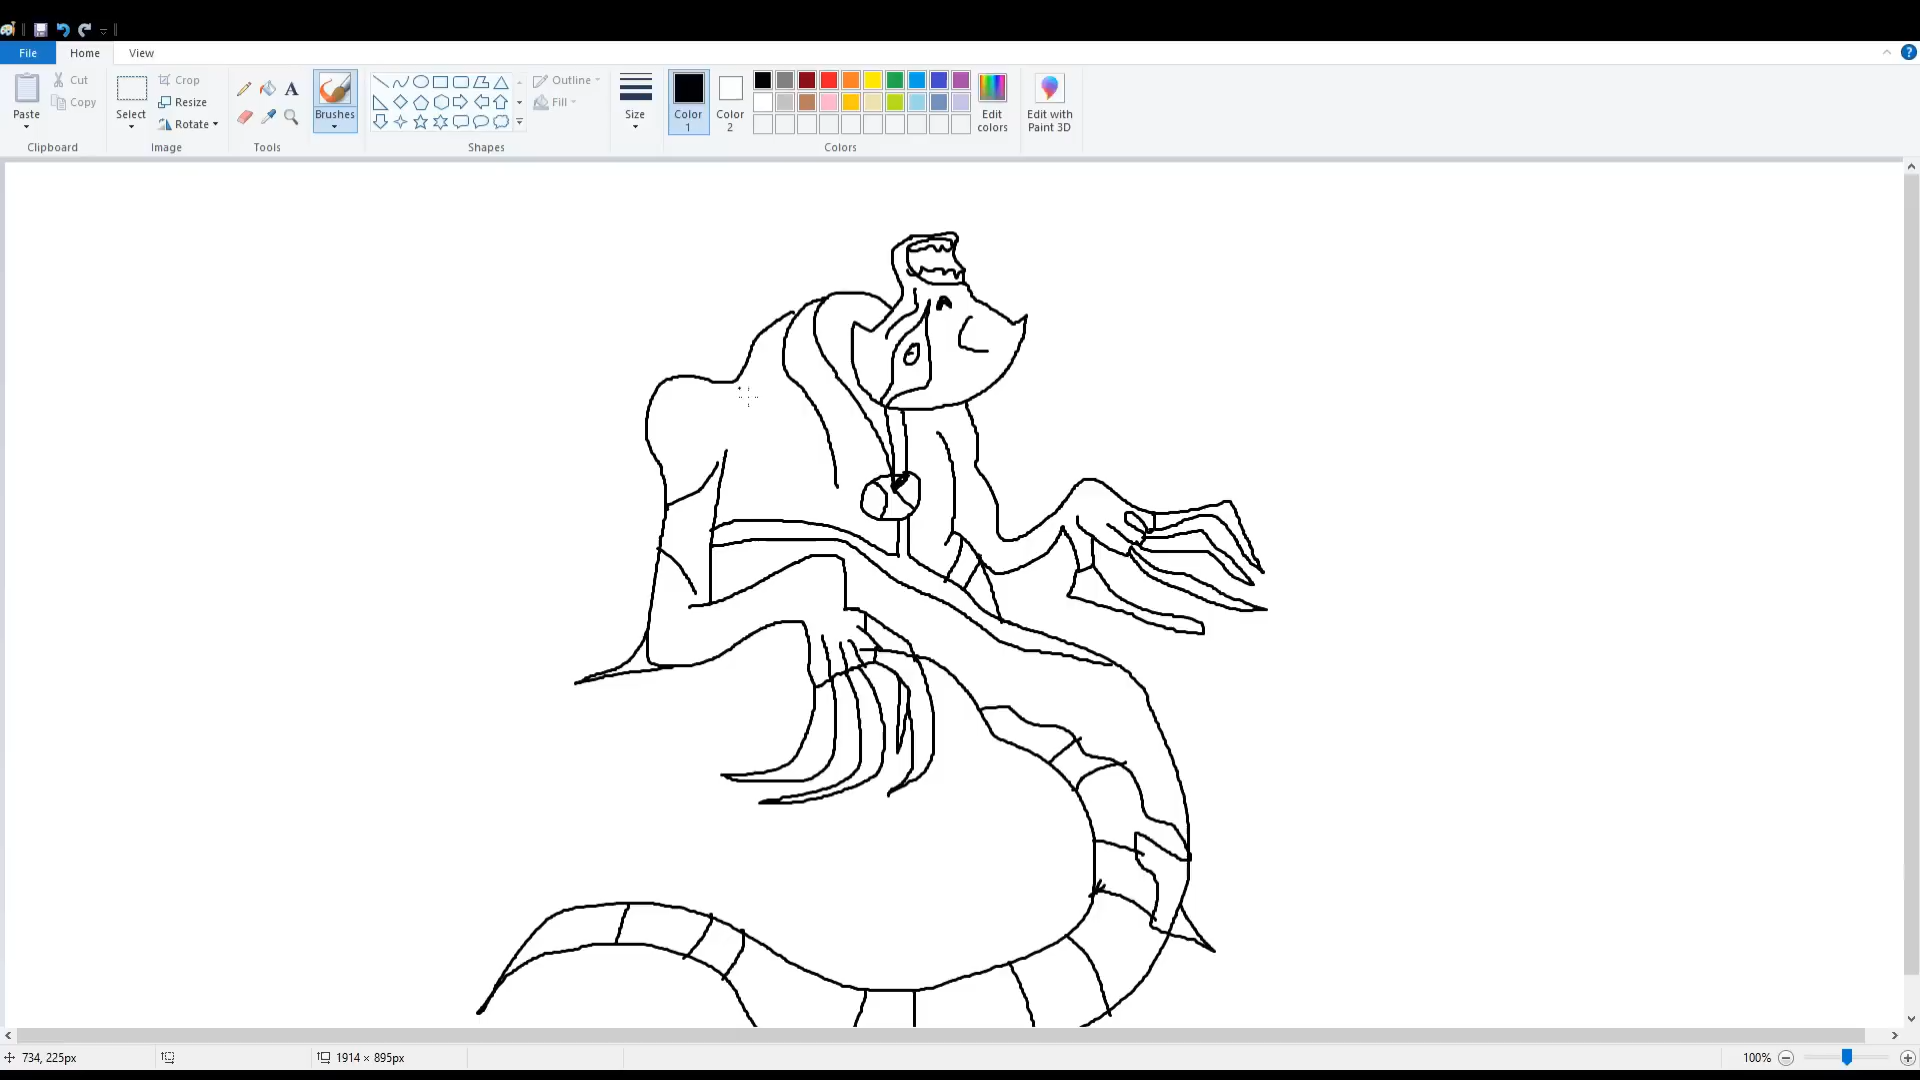 File Home View
Paste
Cut
Copy
Clipboard
Select
Crop
Resize
Rotate
Image
Tools
Brushes
Shapes
Outline
Fill
Size
Color
1
Color
2
Edit
colors
Colors
Edit with
Paint 3D
734, 225px
1914 × 895px
100%